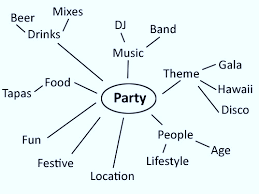 Beer
Mixes
Drinks
DJ
Band
Music
Theme
Gala
Hawaii
Disco
Tapas
Food
Party
Fun
Festive
Location
People
Lifestyle
Age